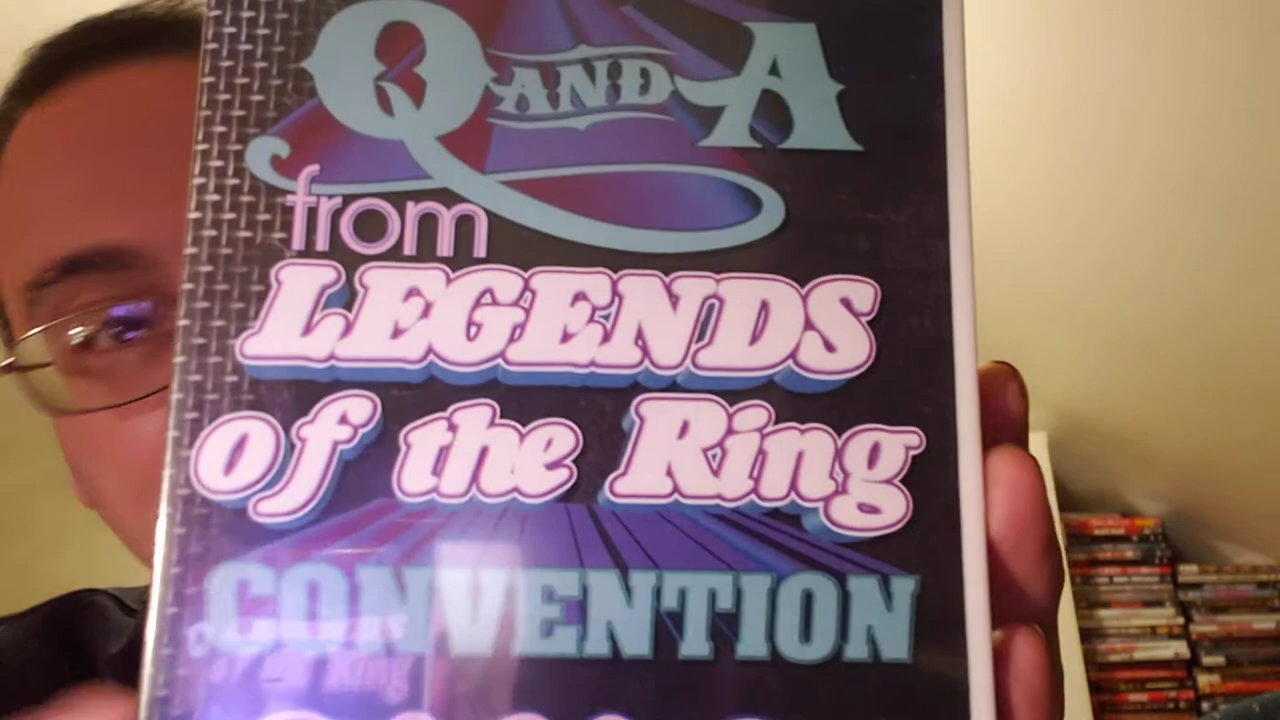 Q AND A
from
LEGENDS
of the Ring
CONVENTION